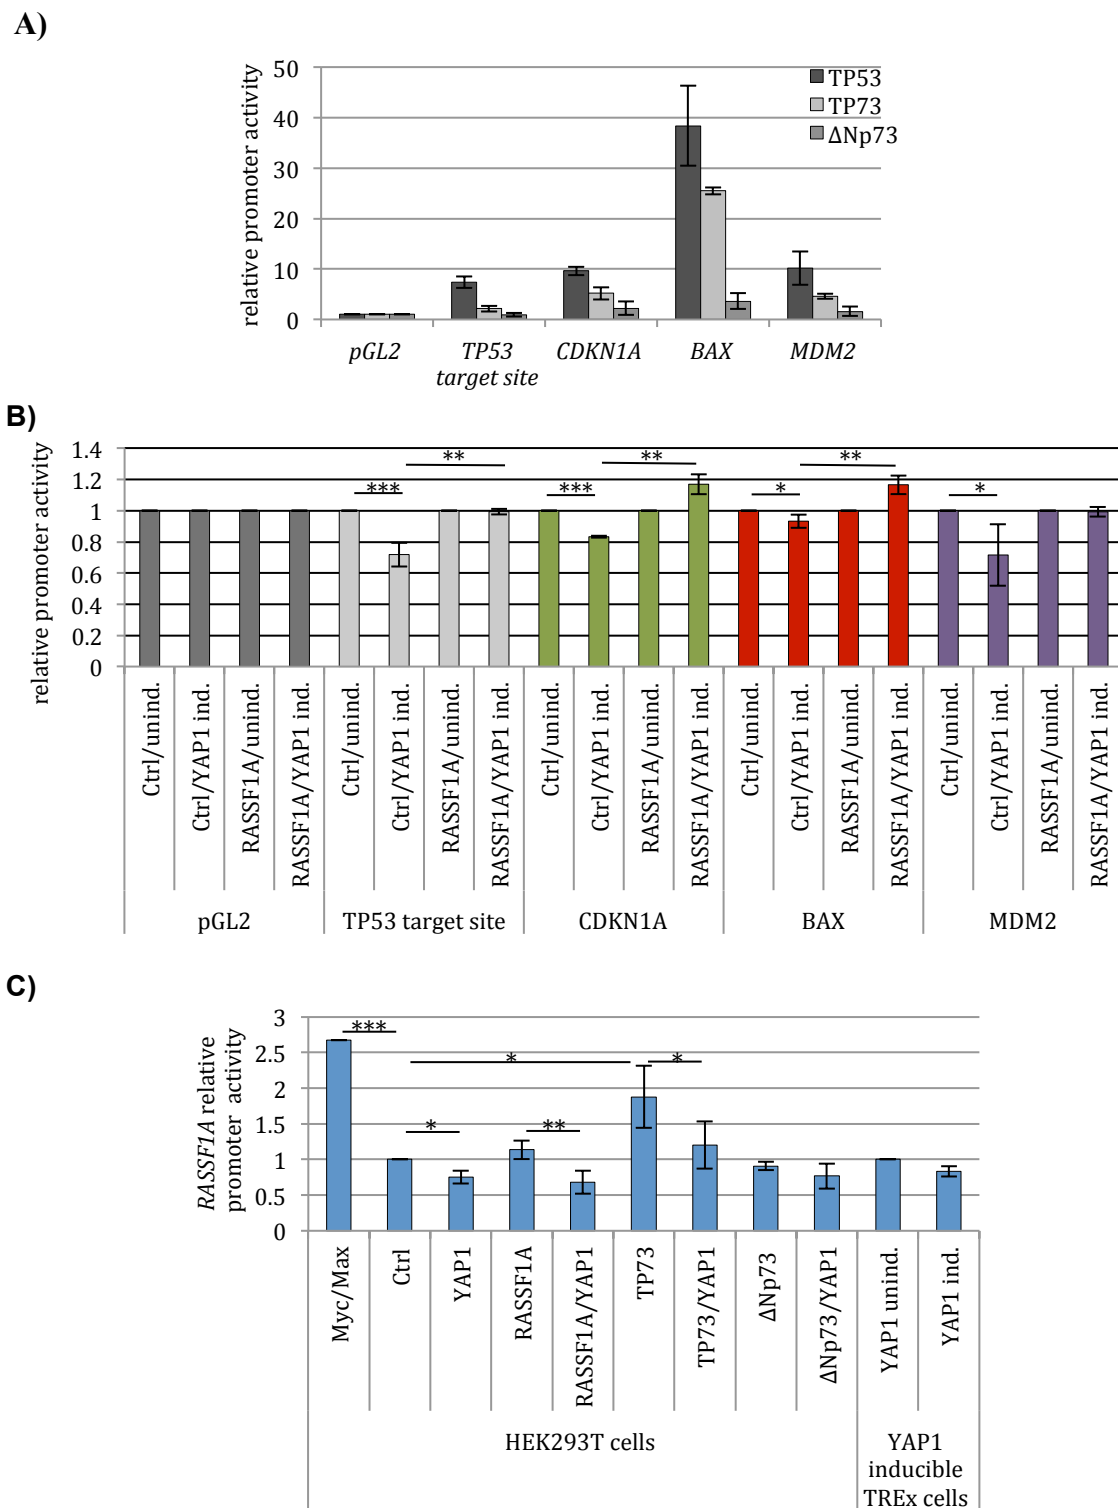 A)
relative promoter activity
50
40
30
20
10
0
TP53
TP73
ΔNp73
pGL2
TP53
target site
CDKN1A
BAX
MDM2
B)
relative promoter activity
1.4
1.2
1
0.8
0.6
0.4
0.2
0
***
**
***
**
*
**
*
Ctrl/unind.
Ctrl/YAP1 ind.
RASSF1A/unind.
RASSF1A/YAP1 ind.
Ctrl/unind.
Ctrl/YAP1 ind.
RASSF1A/unind.
RASSF1A/YAP1 ind.
Ctrl/unind.
Ctrl/YAP1 ind.
RASSF1A/unind.
RASSF1A/YAP1 ind.
Ctrl/unind.
Ctrl/YAP1 ind.
RASSF1A/unind.
RASSF1A/YAP1 ind.
Ctrl/unind.
Ctrl/YAP1 ind.
RASSF1A/unind.
RASSF1A/YAP1 ind.
pGL2
TP53 target site
CDKN1A
BAX
MDM2
C)
RASSF1A relative
promoter activity
3
2.5
2
1.5
1
0.5
0
***
*
*
**
*
Myc/Max
Ctrl
YAP1
RASSF1A
RASSF1A/YAP1
TP73
TP73/YAP1
ΔNp73
ΔNp73/YAP1
YAP1 unind.
YAP1 ind.
HEK293T cells
YAP1
inducible
TREx cells